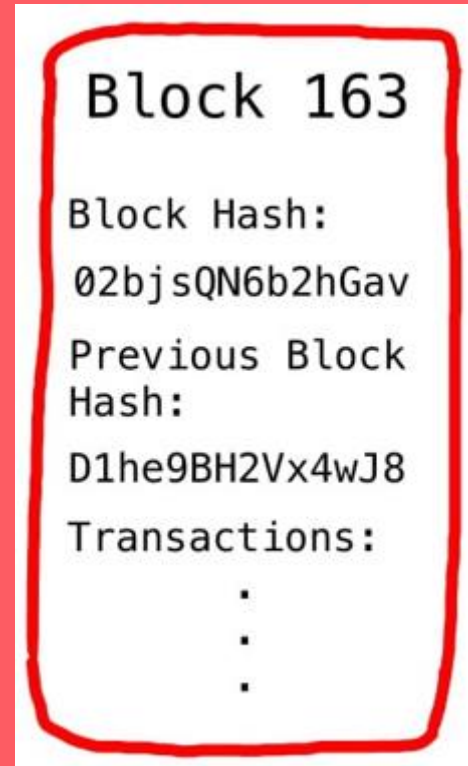 Block 163
Block Hash:
02bjsQN6b2hGav
Previous Block
Hash:
D1he9BH2Vx4wJ8
Transactions:
.
.
.